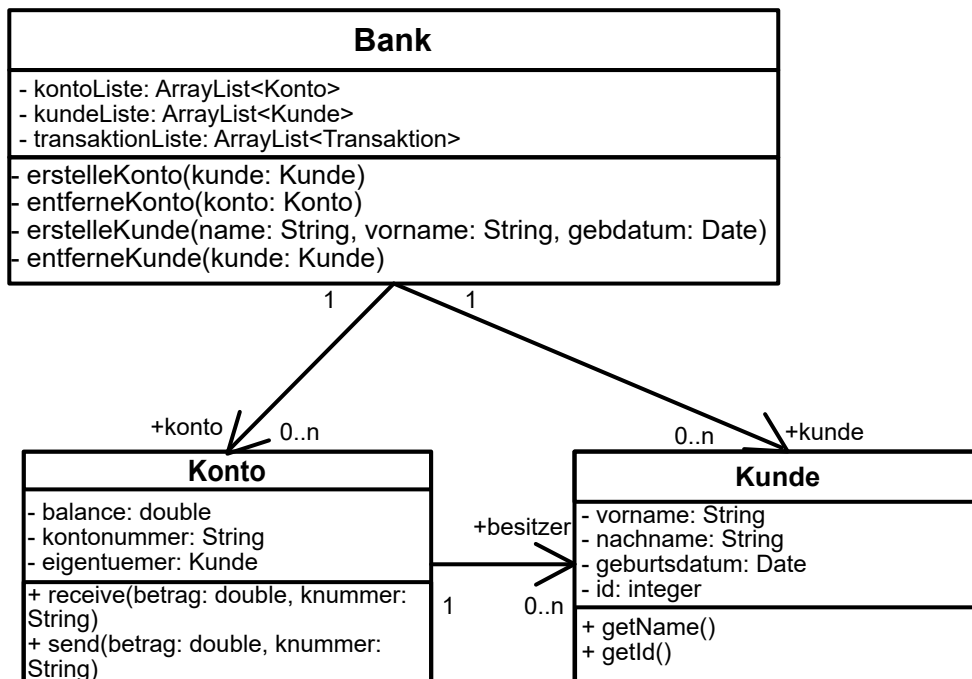 Bank
- kontoListe: ArrayList<Konto>
- kundeListe: ArrayList<Kunde>
- transaktionListe: ArrayList<Transaktion>
- erstelleKonto(kunde: Kunde)
- entferneKonto(konto: Konto)
- erstelleKunde(name: String, vorname: String, gebdatum: Date)
- entferneKunde(kunde: Kunde)
1
1
+konto
0..n
0..n
+kunde
Konto
- balance: double
- kontonummer: String
- eigentuemer: Kunde
+ receive(betrag: double, knummer:
String)
+ send(betrag: double, knummer:
String)
+besitzer
1
0..n
Kunde
- vorname: String
- nachname: String
- geburtsdatum: Date
- id: integer
+ getName()
+ getId()